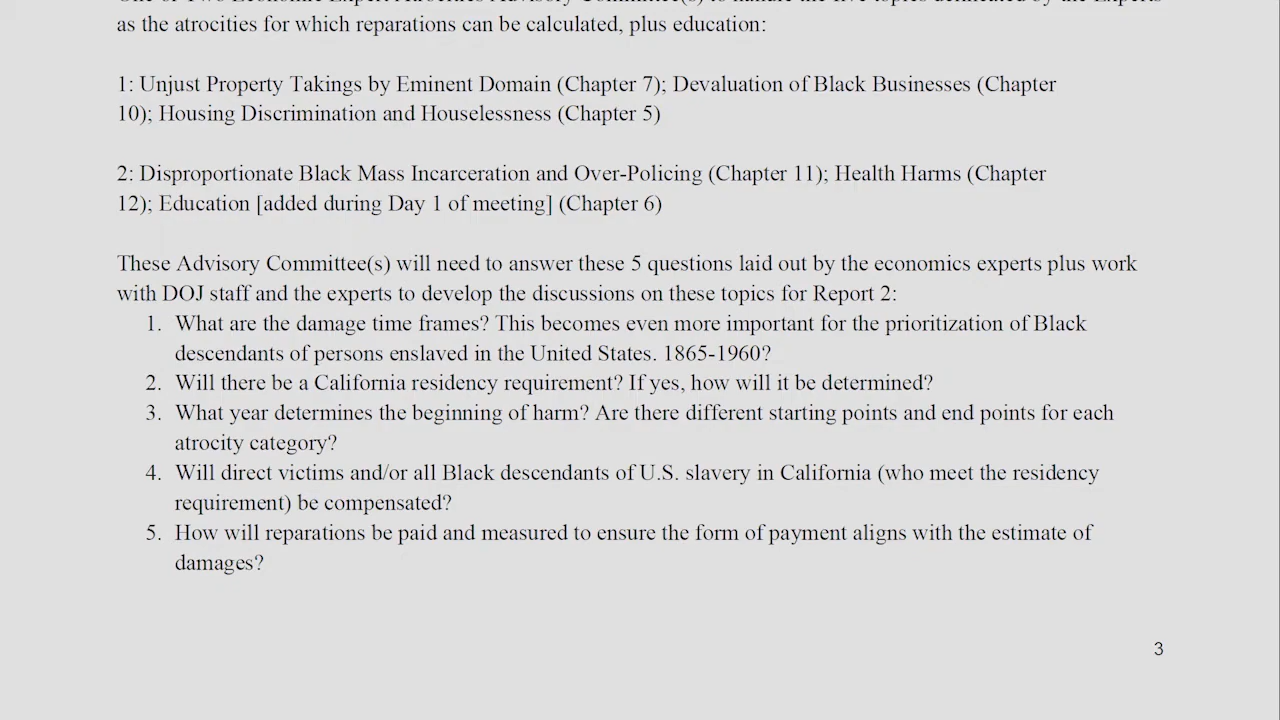 as the atrocities for which reparations can be calculated, plus education:
1: Unjust Property Takings by Eminent Domain (Chapter 7); Devaluation of Black Businesses (Chapter
10); Housing Discrimination and Houselessness (Chapter 5)
2: Disproportionate Black Mass Incarceration and Over-Policing (Chapter 11); Health Harms (Chapter
12); Education [added during Day 1 of meeting] (Chapter 6)
These Advisory Committee(s) will need to answer these 5 questions laid out by the economics experts plus work
with DOJ staff and the experts to develop the discussions on these topics for Report 2:
1. What are the damage time frames? This becomes even more important for the prioritization of Black
descendants of persons enslaved in the United States. 1865-1960?
2. Will there be a California residency requirement? If yes, how will it be determined?
3. What year determines the beginning of harm? Are there different starting points and end points for each
atrocity category?
4. Will direct victims and/or all Black descendants of U.S. slavery in California (who meet the residency
requirement) be compensated?
5. How will reparations be paid and measured to ensure the form of payment aligns with the estimate of
damages?
3